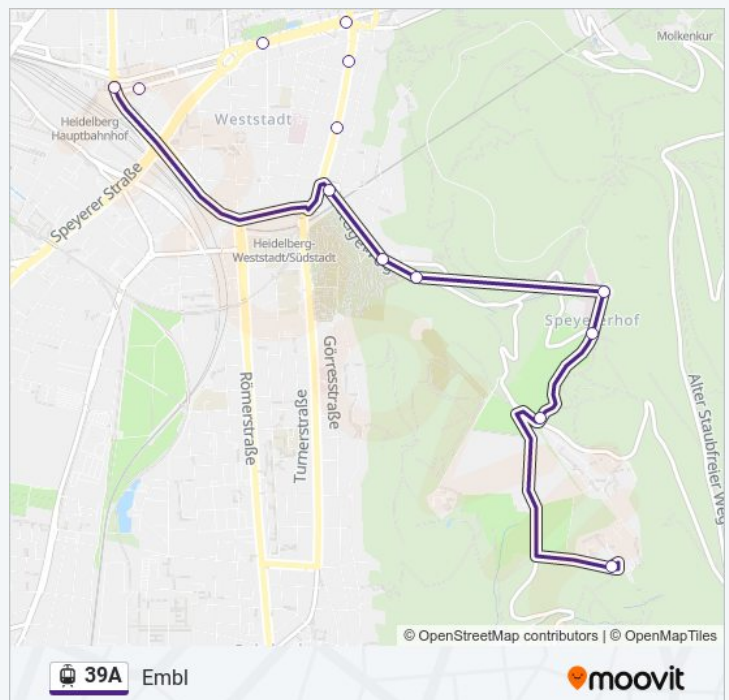 Molkenkur
Weststadt
Heidelberg
Hauptbahnhof
Speyerer Straße
Heidelberg-
Weststadt/Südstadt
Speyererhof
Görresstraße
Römerstraße
Turnerstraße
Alter Staubfreier Weg
© OpenStreetMap contributors | © OpenMapTiles
39A Embl
moovit